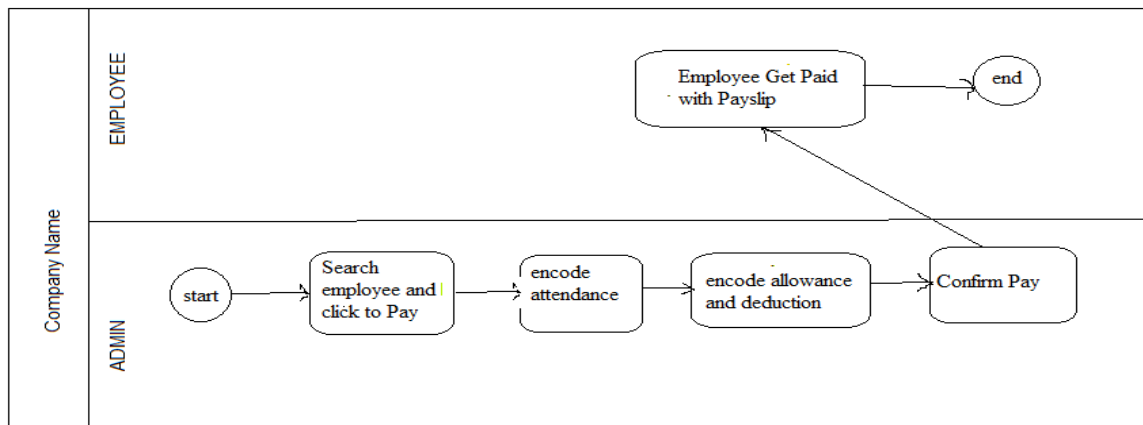 Company Name
EMPLOYEE
Employee Get Paid
with Payslip
end
ADMIN
start
Search
employee and
click to Pay
encode
attendance
encode allowance
and deduction
Confirm Pay